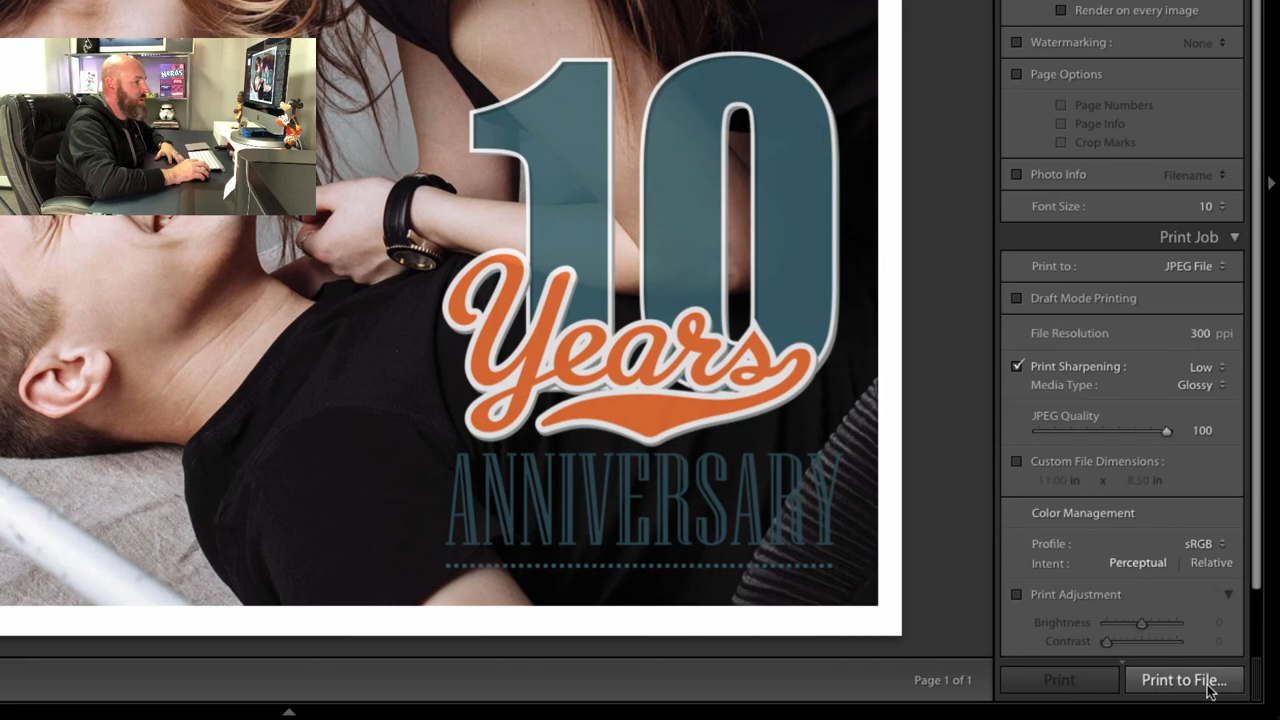 Render on every image
Watermarking : None
Page Options
Page Numbers
Page Info
Crop Marks
Photo Info Filename
Font Size : 10
Print Job
Print to : JPEG File
Draft Mode Printing
File Resolution 300 ppi
Print Sharpening : Low
Media Type : Glossy
JPEG Quality
100
Custom File Dimensions :
11.00 in x 8.50 in
Color Management
Profile : sRGB
Intent : Perceptual | Relative
Print Adjustment
Brightness 0
Contrast 0
Print Print to File...
Page 1 of 1
10
Years
ANNIVERSARY
NERDS